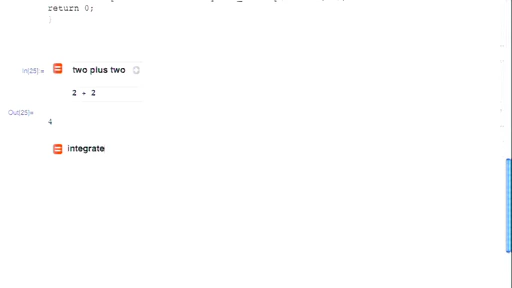 return 0;
}
In[25]:= two plus two
2 + 2
Out[25]=
4
integrate